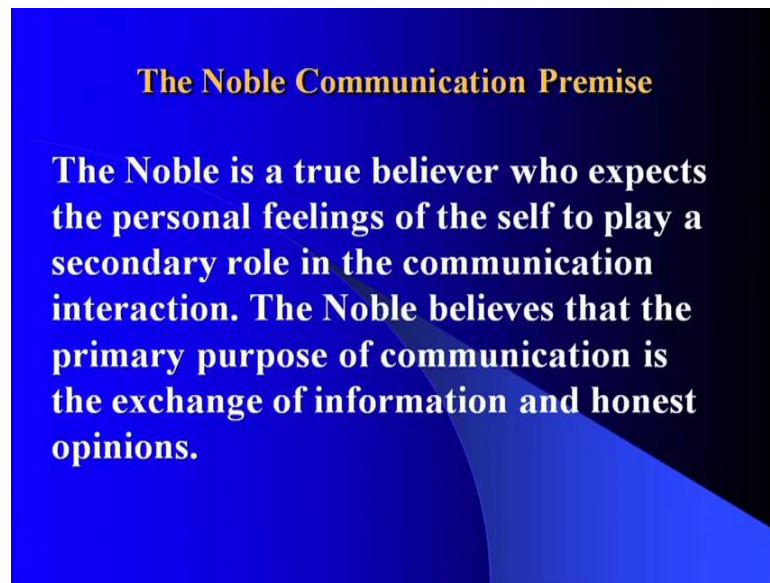 The Noble Communication Premise
The Noble is a true believer who expects
the personal feelings of the self to play a
secondary role in the communication
interaction. The Noble believes that the
primary purpose of communication is
the exchange of information and honest
opinions.